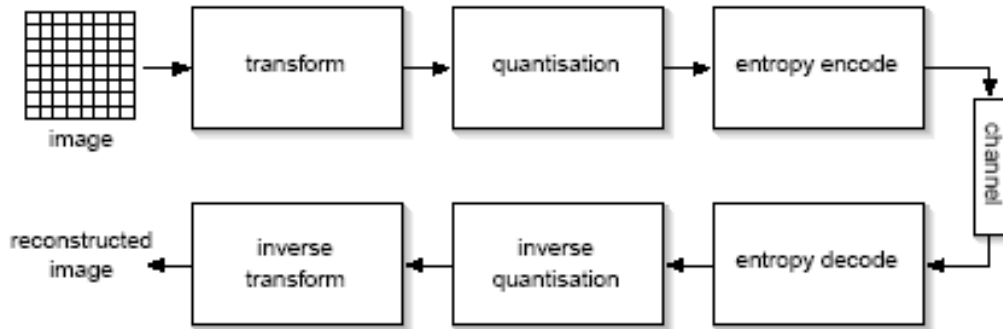 transform
quantisation
entropy encode
image
channel
reconstructed
image
inverse
transform
inverse
quantisation
entropy decode